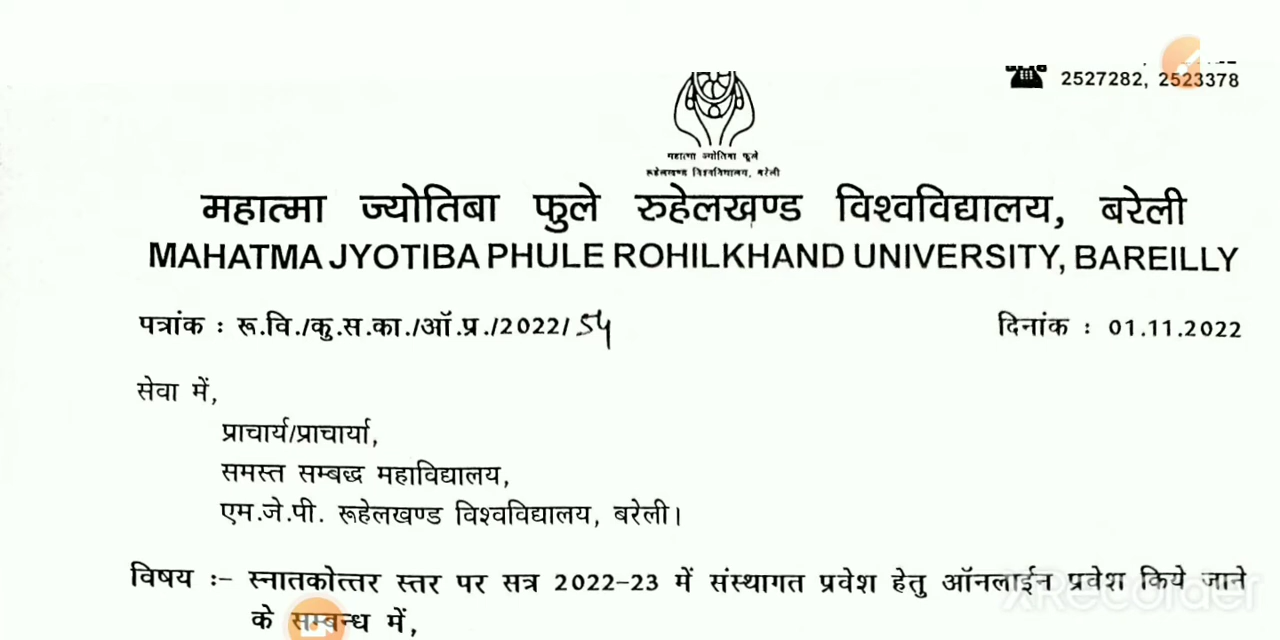 2527282, 2523378
महात्मा ज्योतिबा फुले
रूहेलखण्ड विश्वविद्यालय, बरेली
महात्मा ज्योतिबा फुले रुहेलखण्ड विश्वविद्यालय, बरेली
MAHATMA JYOTIBA PHULE ROHILKHAND UNIVERSITY, BAREILLY
पत्रांक : रू.वि./कु.स.का./ऑ.प्र./2022/54
दिनांक : 01.11.2022
सेवा में,
प्राचार्य/प्राचार्या,
समस्त सम्बद्ध महाविद्यालय,
एम.जे.पी. रूहेलखण्ड विश्वविद्यालय, बरेली।
विषय :- स्नातकोत्तर स्तर पर सत्र 2022-23 में संस्थागत प्रवेश हेतु ऑनलाईन प्रवेश किये जाने
के सम्बन्ध में,
XRecorder